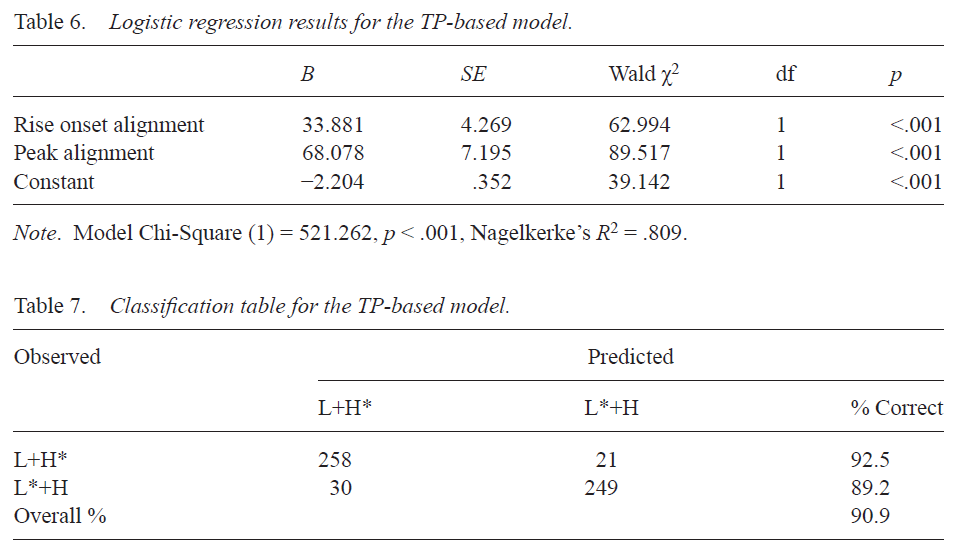 Table 6. Logistic regression results for the TP-based model.
B SE Wald χ² df p
Rise onset alignment 33.881 4.269 62.994 1 <.001
Peak alignment 68.078 7.195 89.517 1 <.001
Constant −2.204 .352 39.142 1 <.001
Note. Model Chi-Square (1) = 521.262, p < .001, Nagelkerke’s R² = .809.
Table 7. Classification table for the TP-based model.
Observed Predicted
L+H* L*+H % Correct
L+H* 258 21 92.5
L*+H 30 249 89.2
Overall % 90.9